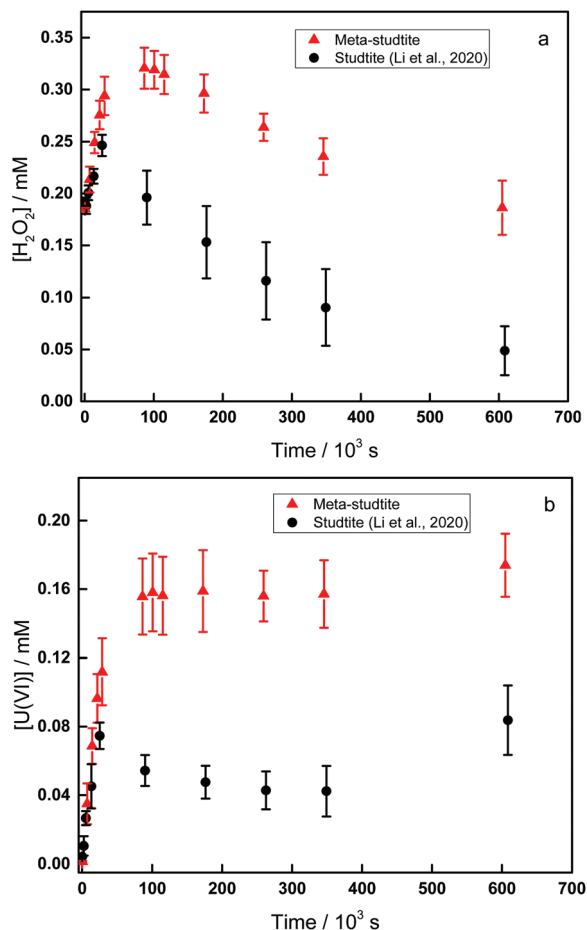 a
Meta-studtite
Studtite (Li et al., 2020)
[H₂O₂] / mM
0.35
0.30
0.25
0.20
0.15
0.10
0.05
0.00
0 100 200 300 400 500 600 700
Time / 10³ s
b
Meta-studtite
Studtite (Li et al., 2020)
[U(VI)] / mM
0.20
0.16
0.12
0.08
0.04
0.00
0 100 200 300 400 500 600 700
Time / 10³ s